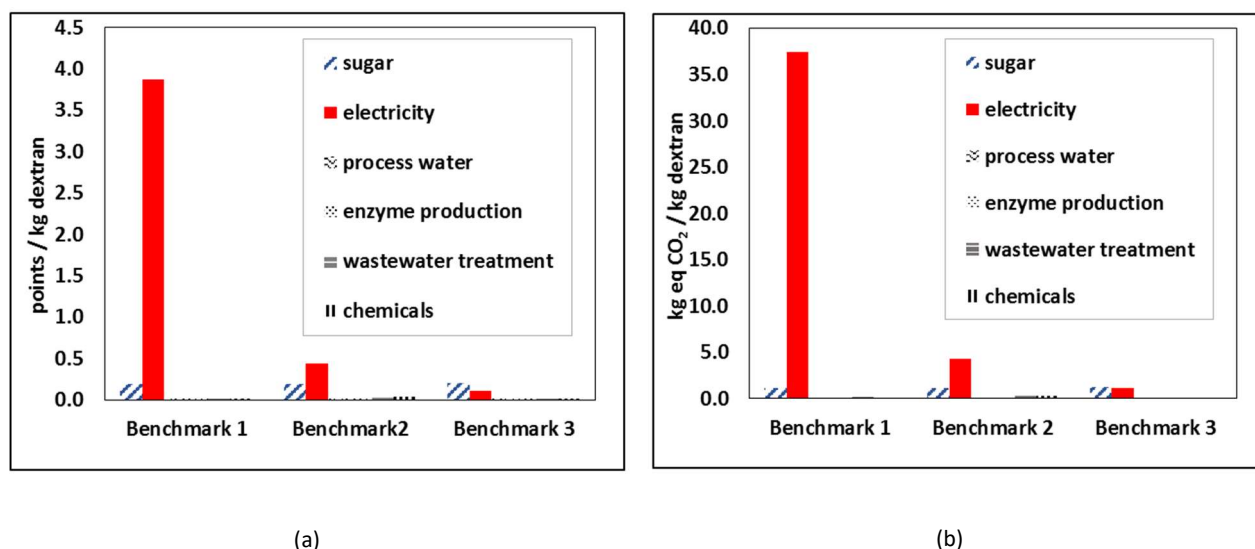 4.5
4.0
3.5
3.0
2.5
2.0
1.5
1.0
0.5
0.0
points / kg dextran
sugar
electricity
process water
enzyme production
wastewater treatment
chemicals
Benchmark 1
Benchmark2
Benchmark 3
(a)
40.0
35.0
30.0
25.0
20.0
15.0
10.0
5.0
0.0
kg eq CO₂ / kg dextran
sugar
electricity
process water
enzyme production
wastewater treatment
chemicals
Benchmark 1
Benchmark 2
Benchmark 3
(b)